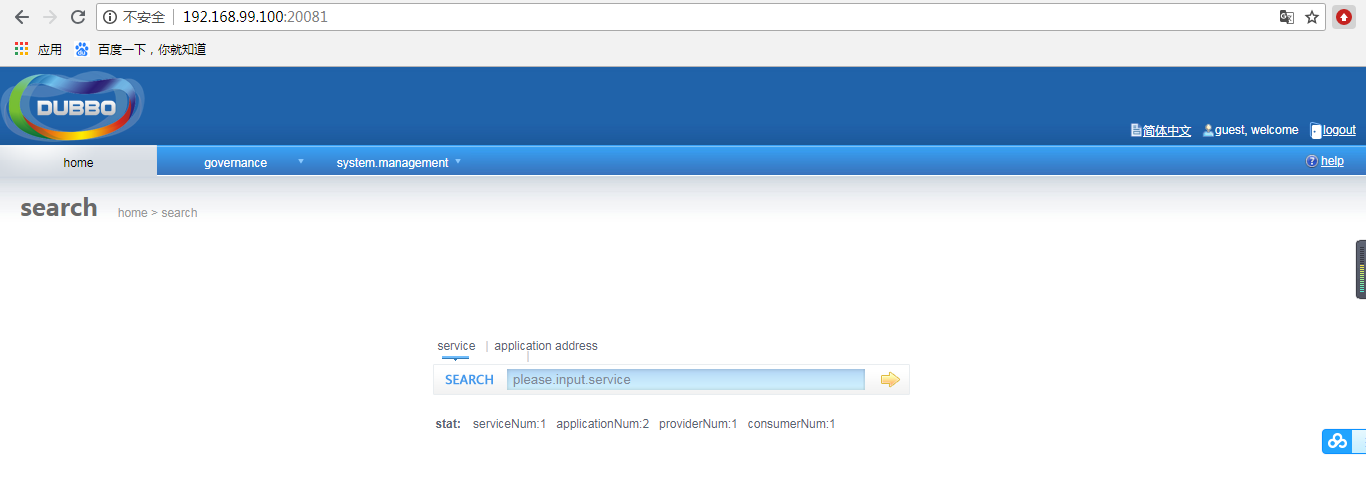 不安全 192.168.99.100:20081
应用 百度一下，你就知道
DUBBO
简体中文 guest, welcome logout
home governance system.management help
search home > search
service application address
SEARCH please.input.service
stat: serviceNum:1 applicationNum:2 providerNum:1 consumerNum:1